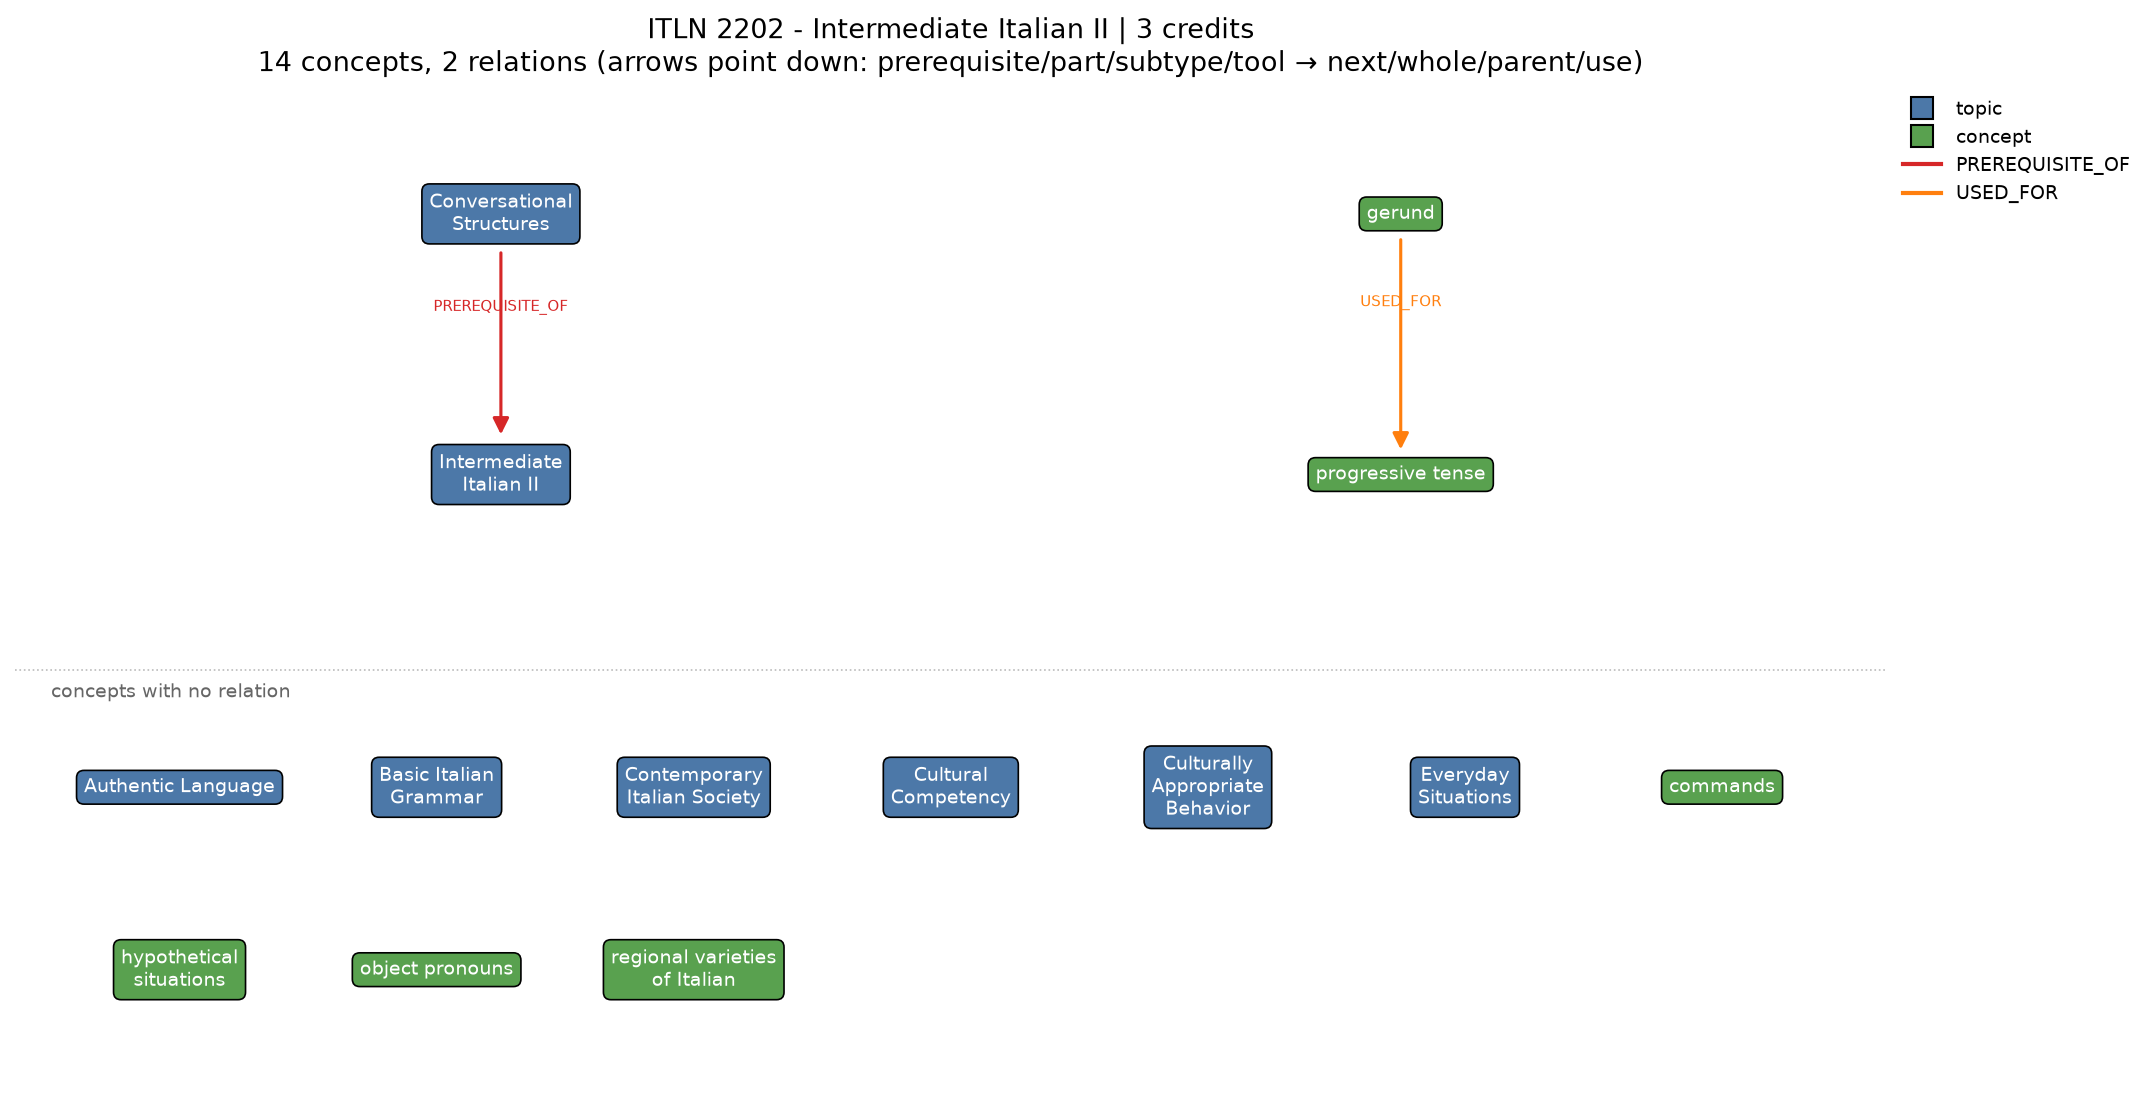 ITLN 2202 - Intermediate Italian II | 3 credits
14 concepts, 2 relations (arrows point down: prerequisite/part/subtype/tool → next/whole/parent/use)
topic
concept
PREREQUISITE_OF
USED_FOR
Conversational
Structures
gerund
PREREQUISITE_OF
USED_FOR
Intermediate
Italian II
progressive tense
concepts with no relation
Authentic Language
Basic Italian
Grammar
Contemporary
Italian Society
Cultural
Competency
Culturally
Appropriate
Behavior
Everyday
Situations
commands
hypothetical
situations
object pronouns
regional varieties
of Italian